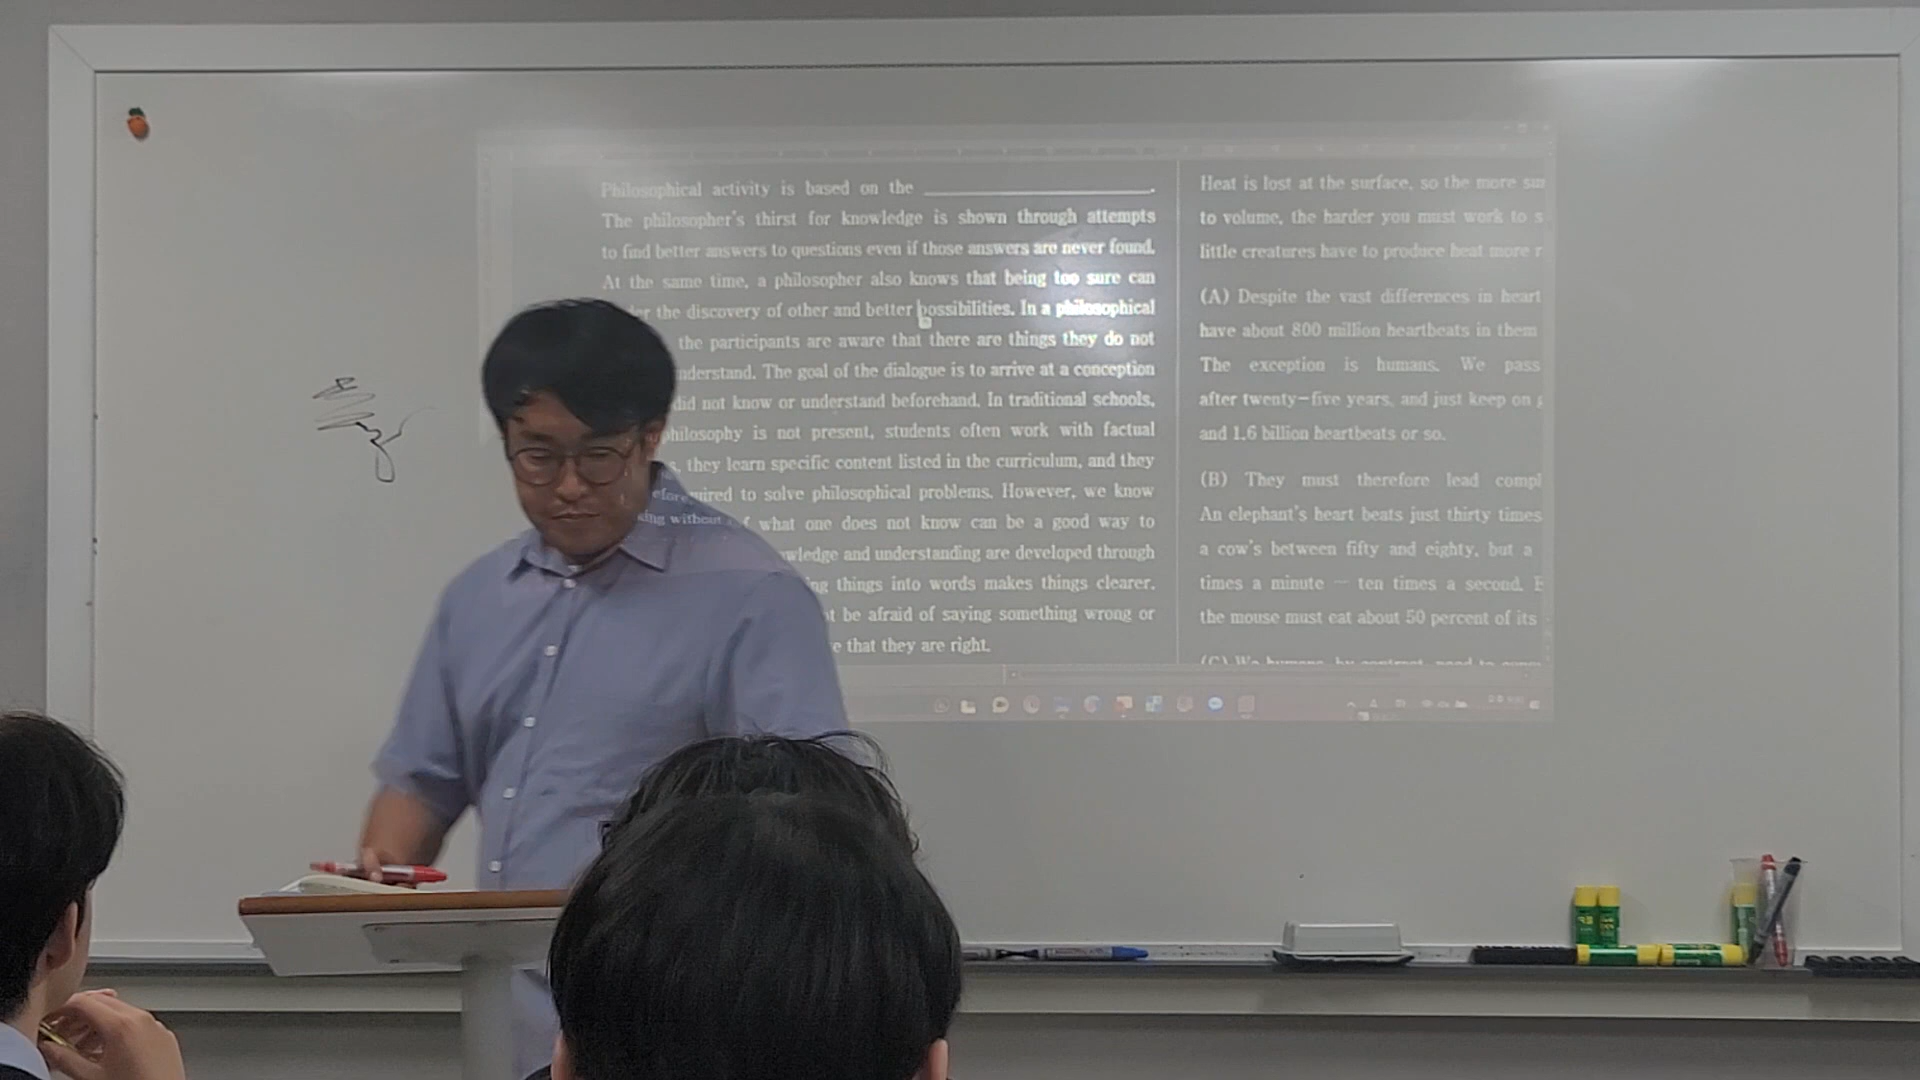 Philosophical activity is based on the
The philosopher's thirst for knowledge is shown through attempts
to find better answers to questions even if those answers are never found.
At the same time, a philosopher also knows that being too sure can
the discovery of other and better possibilities. In a philosophical
the participants are aware that there are things they do not
The goal of the dialogue is to arrive at a conception
did not know or understand beforehand. In traditional schools,
philosophy is not present, students often work with factual
they learn specific content listed in the curriculum, and they
to solve philosophical problems. However, we know
without what one does not know can be a good way to
and understanding are developed through
things into words makes things clearer.
be afraid of saying something wrong or
that they are right.
Heat is lost at the surface, so the more
to volume, the harder you must work to
little creatures have to produce heat more
(A) Despite the vast differences in heart
have about 800 million heartbeats in them
The exception is humans. We pass
after twenty-five years, and just keep on
and 1.6 billion heartbeats or so.
(B) They must therefore lead
An elephant's heart beats just thirty times
a cow's between fifty and eighty, but a
times a minute — ten times a second.
the mouse must eat about 50 percent of its